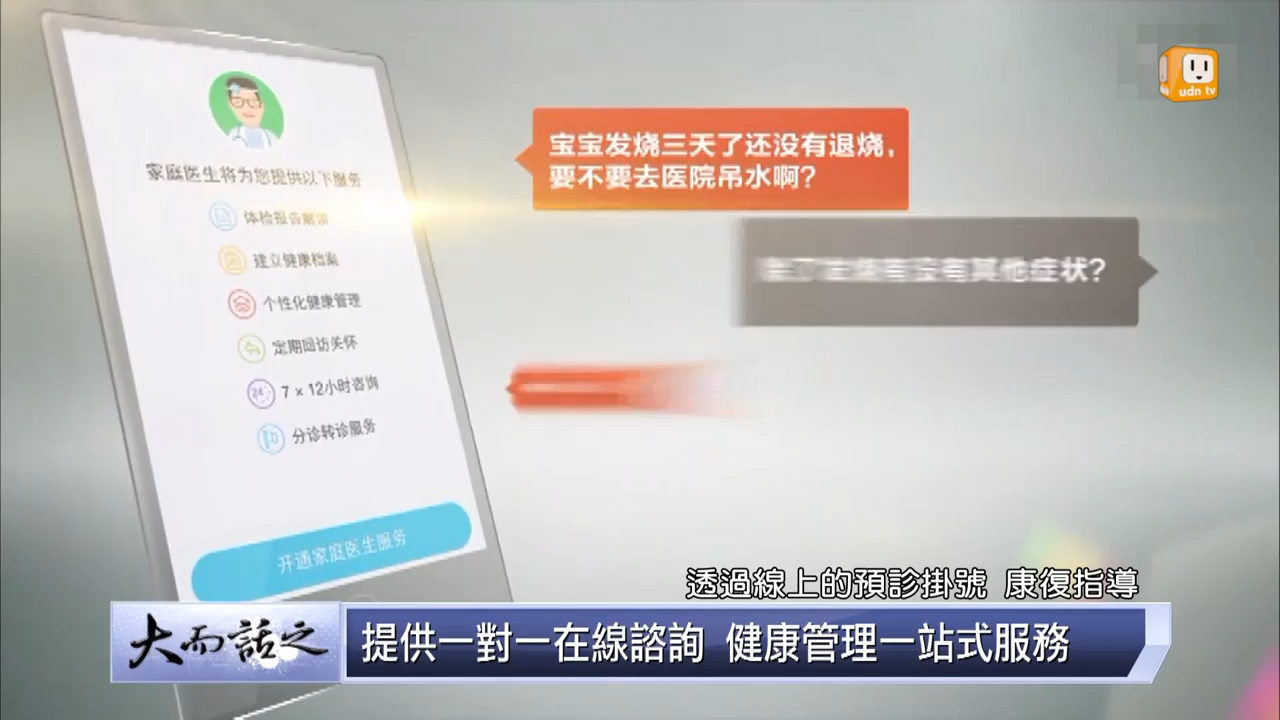 udn tv
家庭医生将为您提供以下服务
体检报告解读
建立健康档案
个性化健康管理
定期回访关怀
24
7 × 12小时咨询
分诊转诊服务
开通家庭医生服务
宝宝发烧三天了还没有退烧，
要不要去医院吊水啊?
有没有其他症状?
透過線上的預診掛號 康復指導
大而話之
提供一對一在線諮詢 健康管理一站式服務